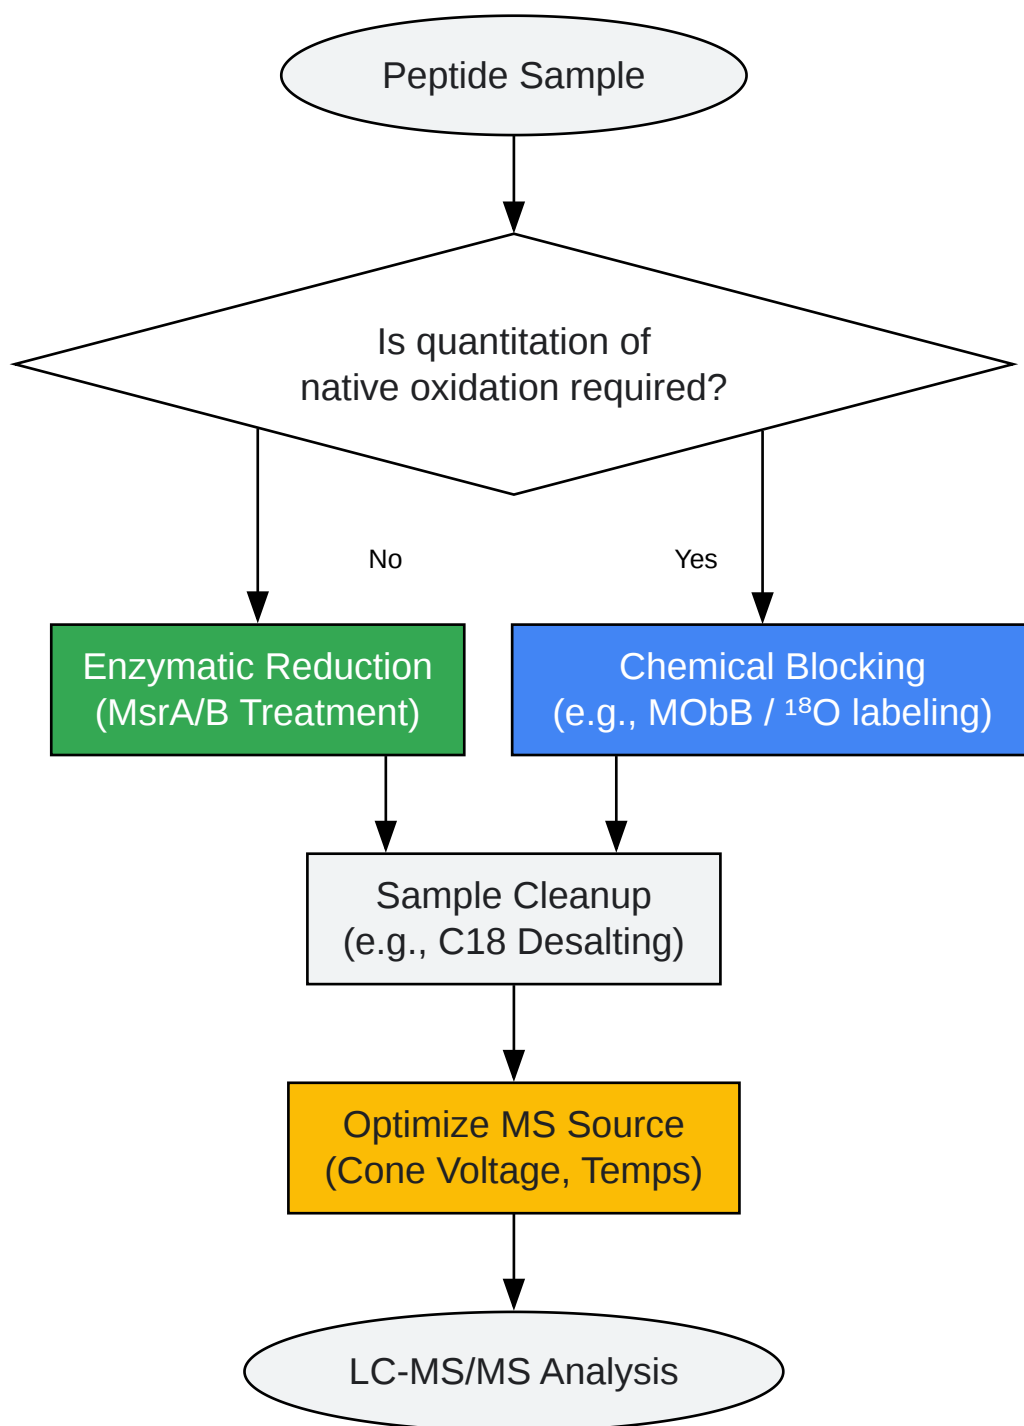 Peptide Sample
Is quantitation of
native oxidation required?
No
Yes
Enzymatic Reduction
(MsrA/B Treatment)
Chemical Blocking
(e.g., MObB / ¹⁸O labeling)
Sample Cleanup
(e.g., C18 Desalting)
Optimize MS Source
(Cone Voltage, Temps)
LC-MS/MS Analysis